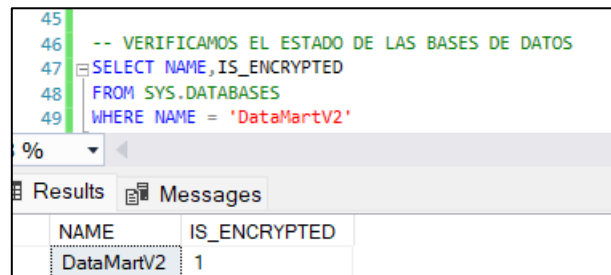 45
46 -- VERIFICAMOS EL ESTADO DE LAS BASES DE DATOS
47 SELECT NAME,IS_ENCRYPTED
48 FROM SYS.DATABASES
49 WHERE NAME = 'DataMartV2'
%
Results Messages
NAME IS_ENCRYPTED
DataMartV2 1